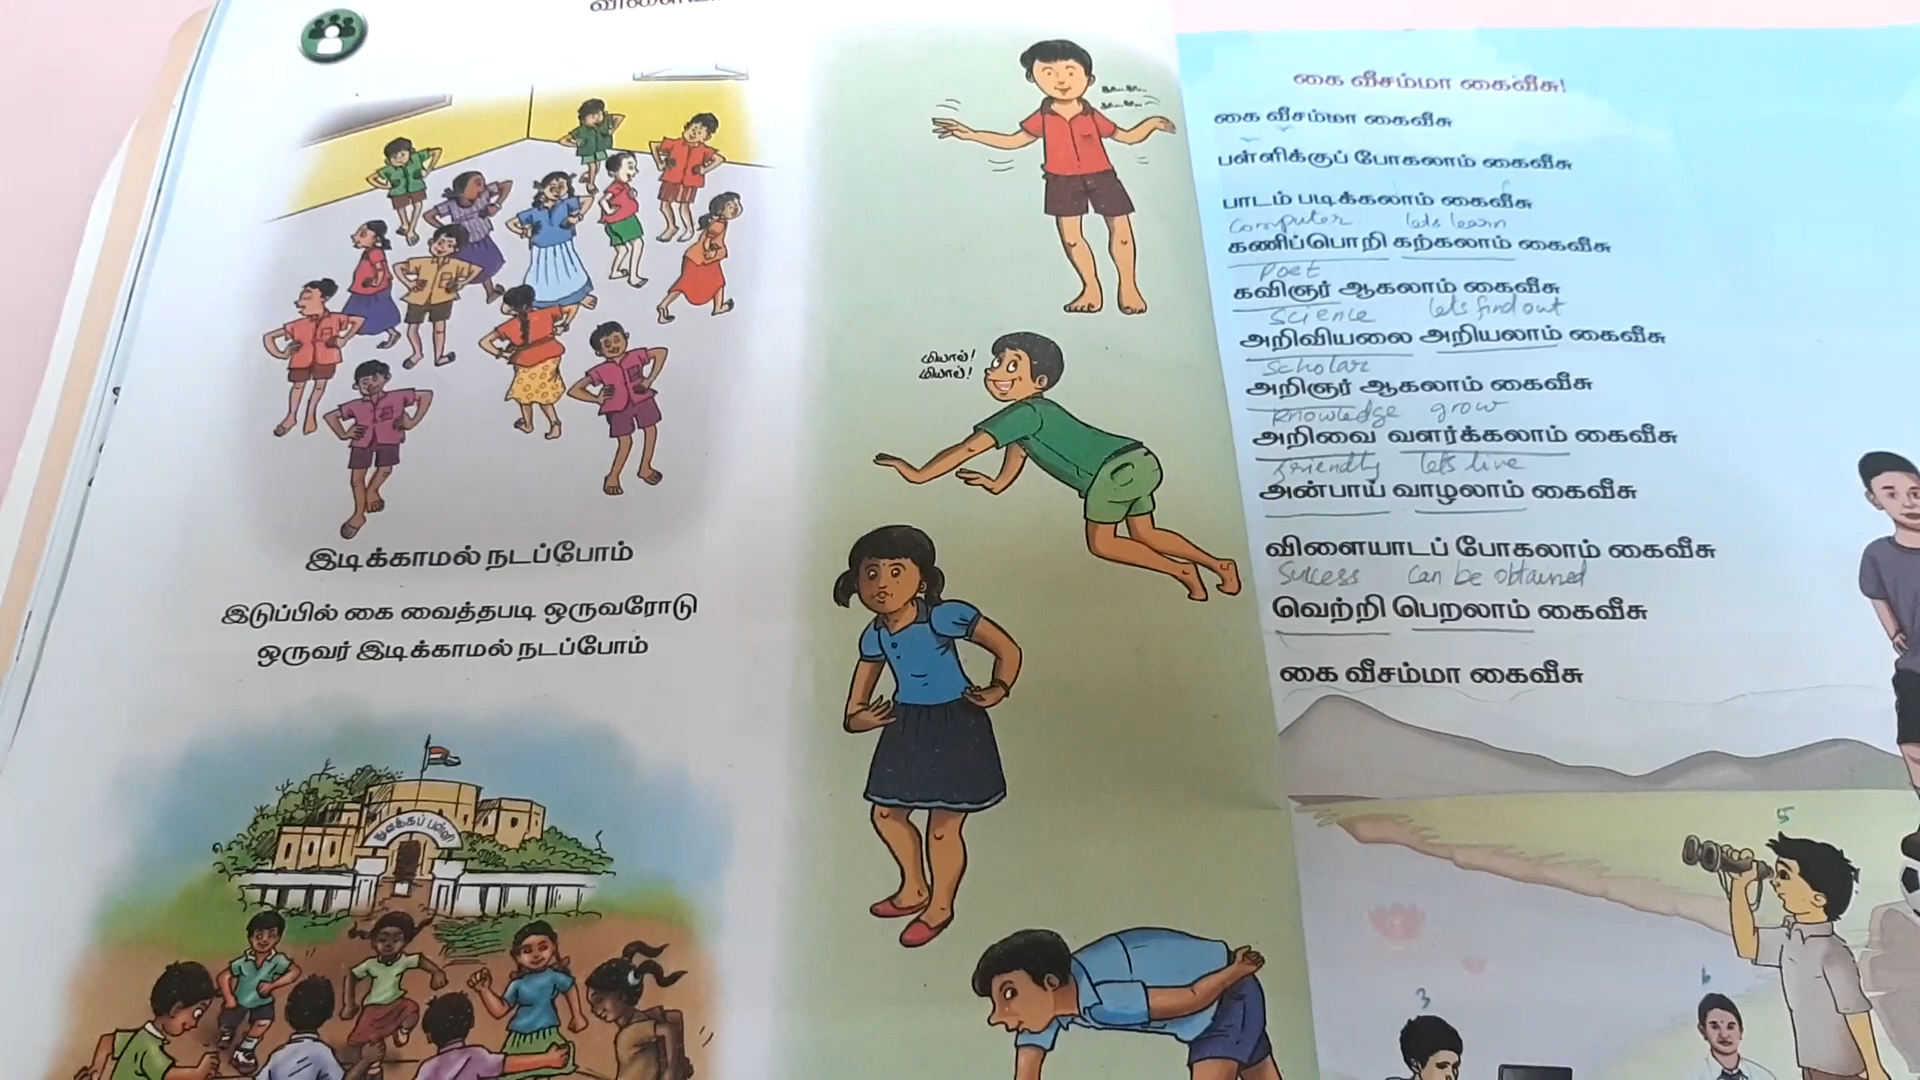 இடிக்காமல் நடப்போம்
இடுப்பில் கை வைத்தபடி ஒருவரோடு
ஒருவர் இடிக்காமல் நடப்போம்
மியாவ்!
மியாவ்!
கை வீசம்மா கைவீசு!
கை வீசம்மா கைவீசு
பள்ளிக்குப் போகலாம் கைவீசு
பாடம் படிக்கலாம் கைவீசு
Computer lets learn
கணிப்பொறி கற்கலாம் கைவீசு
Poet
கவிஞர் ஆகலாம் கைவீசு
Science lets find out
அறிவியலை அறியலாம் கைவீசு
Scholar
அறிஞர் ஆகலாம் கைவீசு
Knowledge grow
அறிவை வளர்க்கலாம் கைவீசு
friendly lets live
அன்பாய் வாழலாம் கைவீசு
விளையாடப் போகலாம் கைவீசு
Success Can be obtained
வெற்றி பெறலாம் கைவீசு
கை வீசம்மா கைவீசு
5
3
6